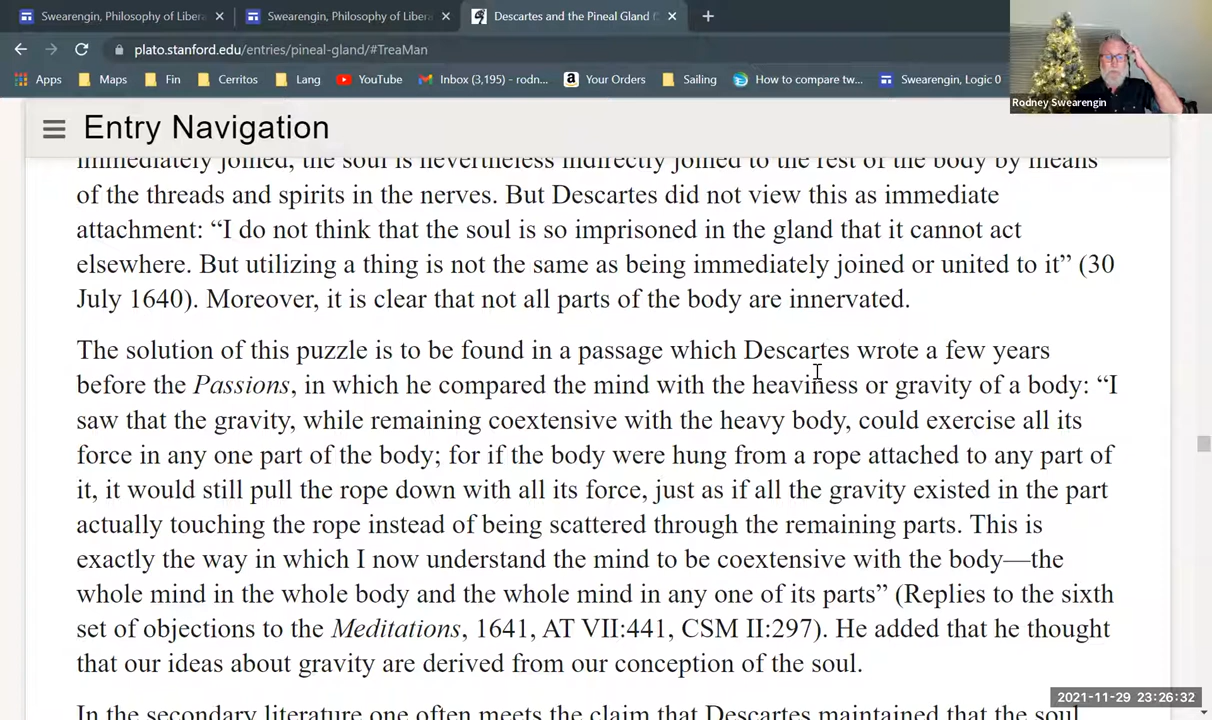 Swearengin, Philosophy of Libera
Swearengin, Philosophy of Libera
Descartes and the Pineal Gland (
plato.stanford.edu/entries/pineal-gland/#TreaMan
Apps
Maps
Fin
Cerritos
Lang
YouTube
Inbox (3,195) - rodn...
Your Orders
Sailing
How to compare tw...
Swearengin, Logic 0
Rodney Swearengin
Entry Navigation
immediately joined, the soul is nevertheless indirectly joined to the rest of the body by means
of the threads and spirits in the nerves. But Descartes did not view this as immediate
attachment: “I do not think that the soul is so imprisoned in the gland that it cannot act
elsewhere. But utilizing a thing is not the same as being immediately joined or united to it” (30
July 1640). Moreover, it is clear that not all parts of the body are innervated.
The solution of this puzzle is to be found in a passage which Descartes wrote a few years
before the Passions, in which he compared the mind with the heaviness or gravity of a body: “I
saw that the gravity, while remaining coextensive with the heavy body, could exercise all its
force in any one part of the body; for if the body were hung from a rope attached to any part of
it, it would still pull the rope down with all its force, just as if all the gravity existed in the part
actually touching the rope instead of being scattered through the remaining parts. This is
exactly the way in which I now understand the mind to be coextensive with the body—the
whole mind in the whole body and the whole mind in any one of its parts” (Replies to the sixth
set of objections to the Meditations, 1641, AT VII:441, CSM II:297). He added that he thought
that our ideas about gravity are derived from our conception of the soul.
2021-11-29 23:26:32
In the secondary literature one often meets the claim that Descartes maintained that the soul